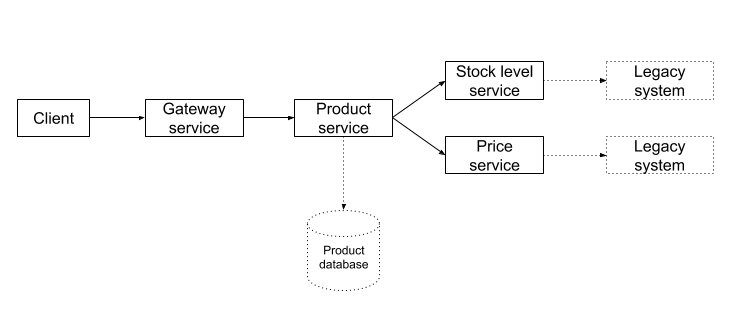 Client
Gateway
service
Product
service
Stock level
service
Legacy
system
Price
service
Legacy
system
Product
database